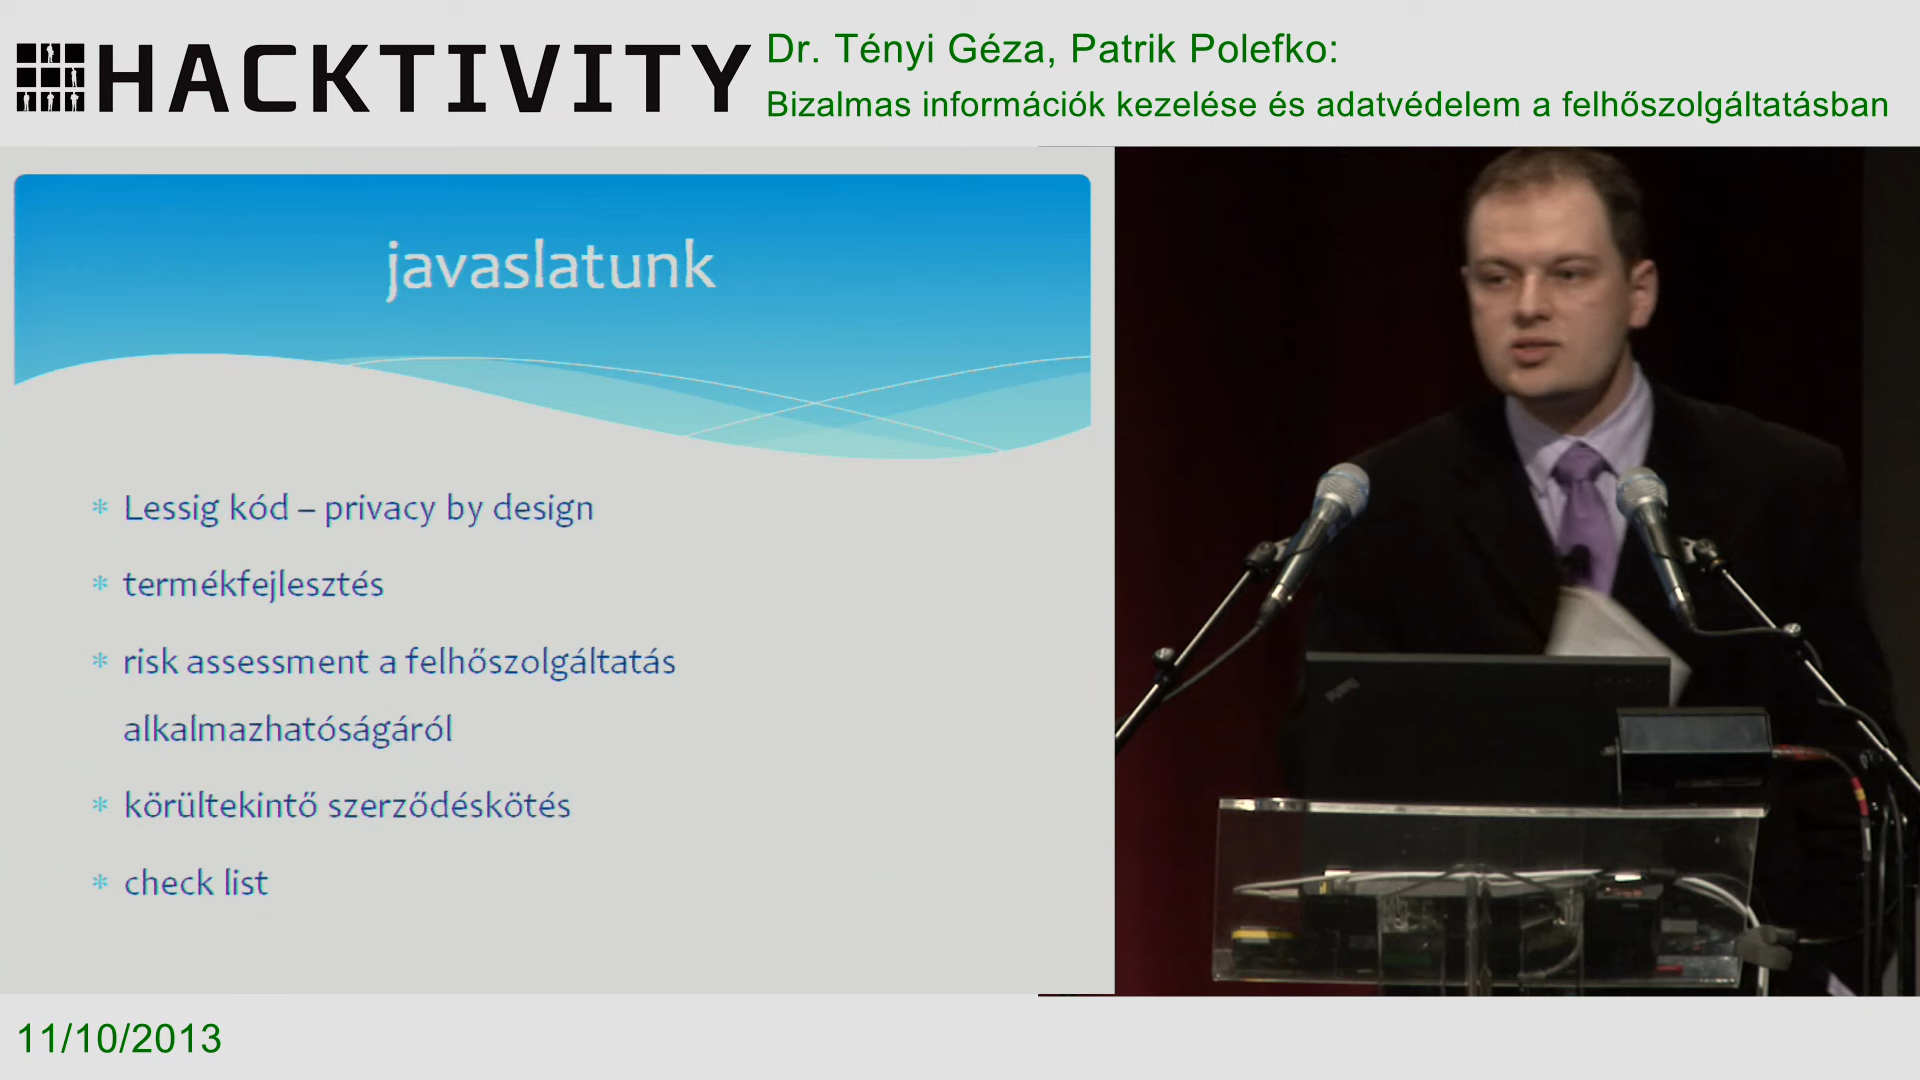 HACKTIVITY
Dr. Tényi Géza, Patrik Polefko:
Bizalmas információk kezelése és adatvédelem a felhőszolgáltatásban
javaslatunk
* Lessig kód – privacy by design
* termékfejlesztés
* risk assessment a felhőszolgáltatás
alkalmazhatóságáról
* körültekintő szerződéskötés
* check list
11/10/2013